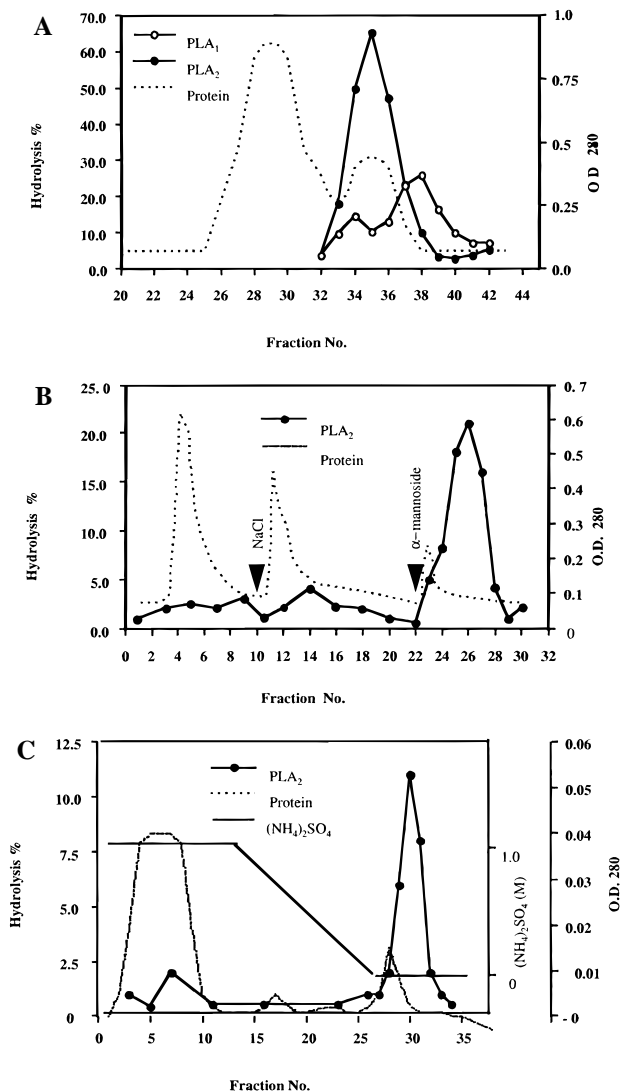 A
70.0
60.0
50.0
40.0
30.0
20.0
10.0
0.0
Hydrolysis %
PLA1
PLA2
Protein
1.0
0.75
0.5
0.25
0.0
O D 280
20 22 24 26 28 30 32 34 36 38 40 42 44
Fraction No.
B
25.0
20.0
15.0
10.0
5.0
0.0
Hydrolysis %
PLA2
Protein
NaCl
α-mannoside
0.7
0.6
0.5
0.4
0.3
0.2
0.1
0
O.D. 280
0 2 4 6 8 10 12 14 16 18 20 22 24 26 28 30 32
Fraction No.
C
12.5
10.0
7.5
5.0
2.5
0
Hydrolysis %
PLA2
Protein
(NH4)2SO4
1.0
0
(NH4)2SO4 (M)
0.06
0.05
0.04
0.03
0.02
0.01
- 0
O.D. 280
0 5 10 15 20 25 30 35
Fraction No.